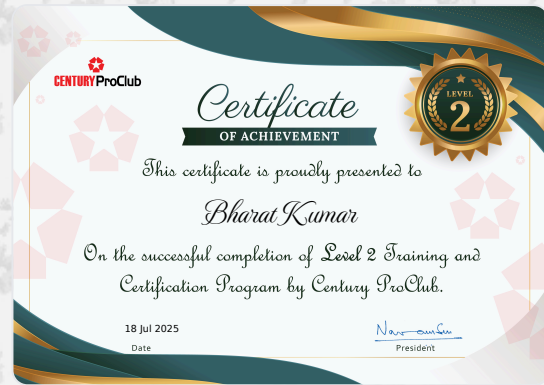 CENTURY ProClub
Certificate
OF ACHIEVEMENT
LEVEL
2
This certificate is proudly presented to
Bharat Kumar
On the successful completion of Level 2 Training and
Certification Program by Century ProClub.
18 Jul 2025
Date
President